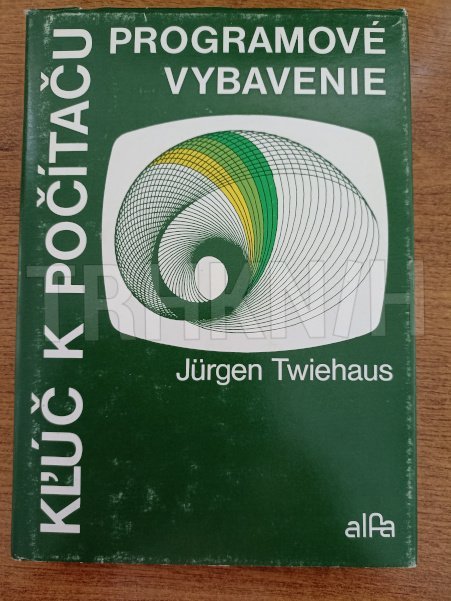 PROGRAMOVÉ
VYBAVENIE
KĽÚČ K POČÍTAČU
Jürgen Twiehaus
alfa